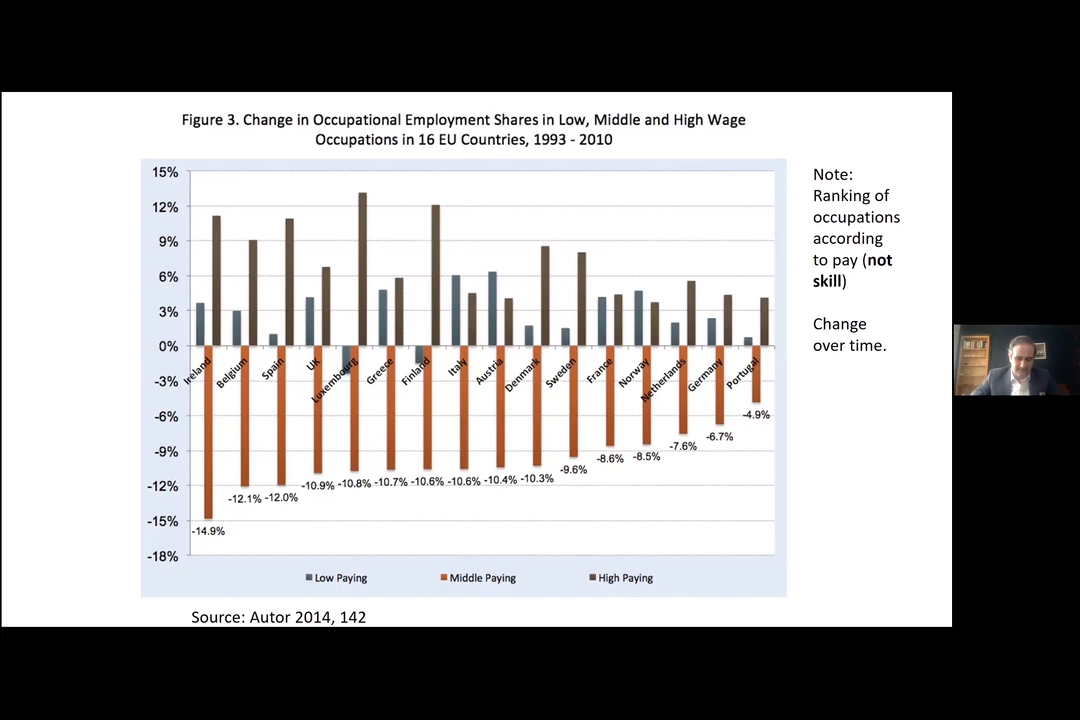 Figure 3. Change in Occupational Employment Shares in Low, Middle and High Wage
Occupations in 16 EU Countries, 1993 - 2010
15%
12%
9%
6%
3%
0%
-3%
-6%
-9%
-12%
-15%
-18%
Ireland
Belgium
Spain
UK
Luxembourg
Greece
Finland
Italy
Austria
Denmark
Sweden
France
Norway
Netherlands
Germany
Portugal
-14.9%
-12.1%
-12.0%
-10.9%
-10.8%
-10.7%
-10.6%
-10.6%
-10.4%
-10.3%
-9.6%
-8.6%
-8.5%
-7.6%
-6.7%
-4.9%
Low Paying
Middle Paying
High Paying
Note:
Ranking of
occupations
according
to pay (not
skill)
Change
over time.
Source: Autor 2014, 142